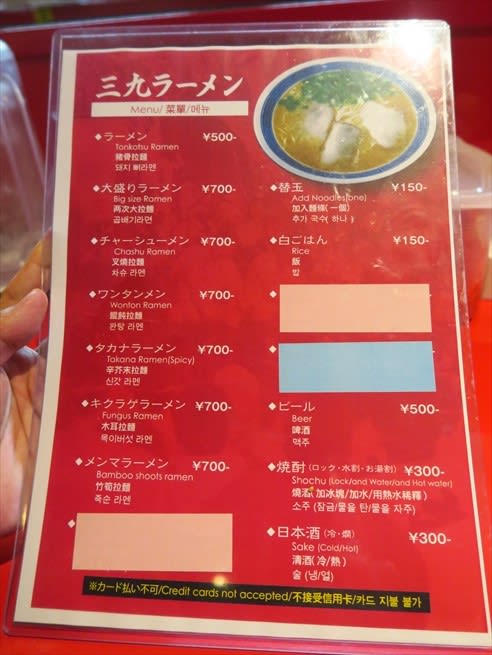 三九ラーメン
Menu/ 菜單/메뉴
◆ラーメン ¥500-
Tonkotsu Ramen
豬骨拉麵
돼지 뼈라멘
◆大盛りラーメン ¥700-
Big size Ramen
两次大拉麵
곱배기라면
◆チャーシューメン ¥700-
Chashu Ramen
叉燒拉麵
차슈 라멘
◆ワンタンメン ¥700-
Wonton Ramen
餛飩拉麵
완탕 라멘
◆タカナラーメン ¥700-
Takana Ramen(Spicy)
辛芥末拉麵
신갓 라멘
◆キクラゲラーメン ¥700-
Fungus Ramen
木耳拉麵
목이버섯 라멘
◆メンマラーメン ¥700-
Bamboo shoots ramen
竹筍拉麵
죽순 라멘
◆
◆替玉 ¥150-
Add Noodles(one)
加入麵條(一個)
추가 국수( 하나 )
◆白ごはん ¥150-
Rice
飯
밥
◆
◆
◆ビール ¥500-
Beer
啤酒
맥주
◆焼酎(ロック・水割・お湯割) ¥300-
Shochu (Lock/and Water/and Hot water)
燒酒 加冰塊/加水/用熱水稀釋)
소주 (잠금/물을 탄/물을 자주)
◆日本酒(冷・燗) ¥300-
Sake (Cold/Hot)
清酒(冷/熱)
술 (냉/열)
※カード払い不可/Credit cards not accepted/不接受信用卡/카드 지불 불가